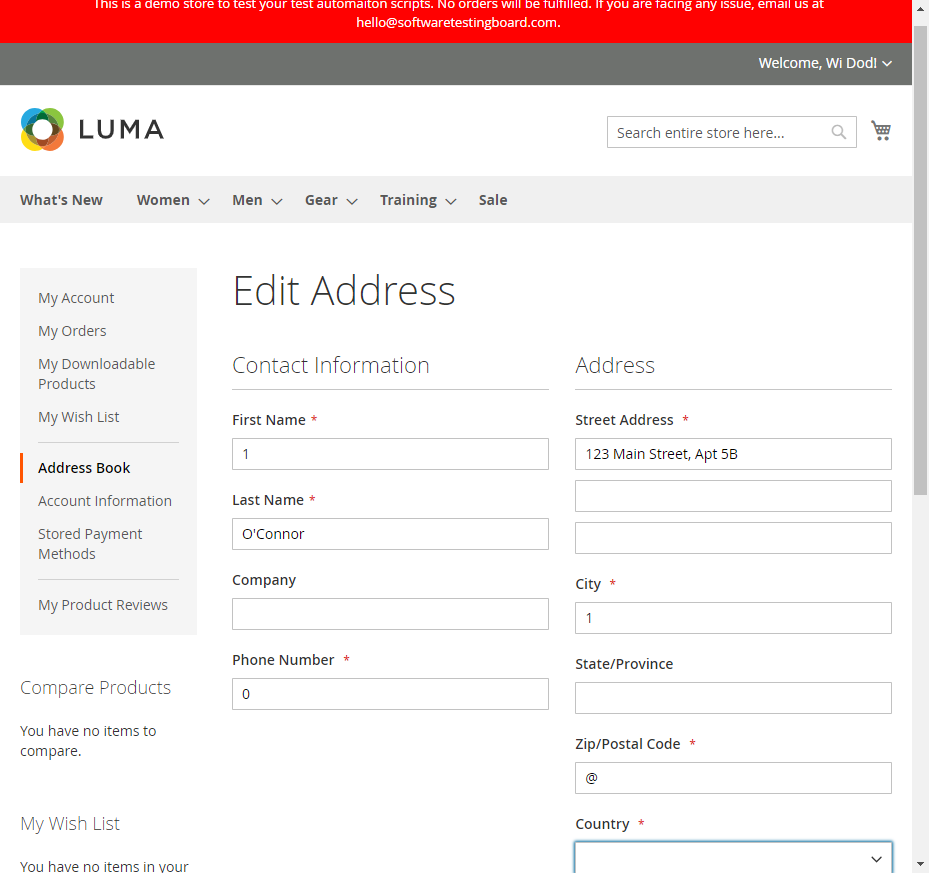 This is a demo store to test your test automaiton scripts. No orders will be fulfilled. If you are facing any issue, email us at
hello@softwaretestingboard.com.
Welcome, Wi Dod!
LUMA
Search entire store here...
What's New Women Men Gear Training Sale
My Account
My Orders
My Downloadable
Products
My Wish List
Address Book
Account Information
Stored Payment
Methods
My Product Reviews
Compare Products
You have no items to
compare.
My Wish List
You have no items in your
Edit Address
Contact Information
First Name *
1
Last Name *
O'Connor
Company
Phone Number *
0
Address
Street Address *
123 Main Street, Apt 5B
City *
1
State/Province
Zip/Postal Code *
@
Country *